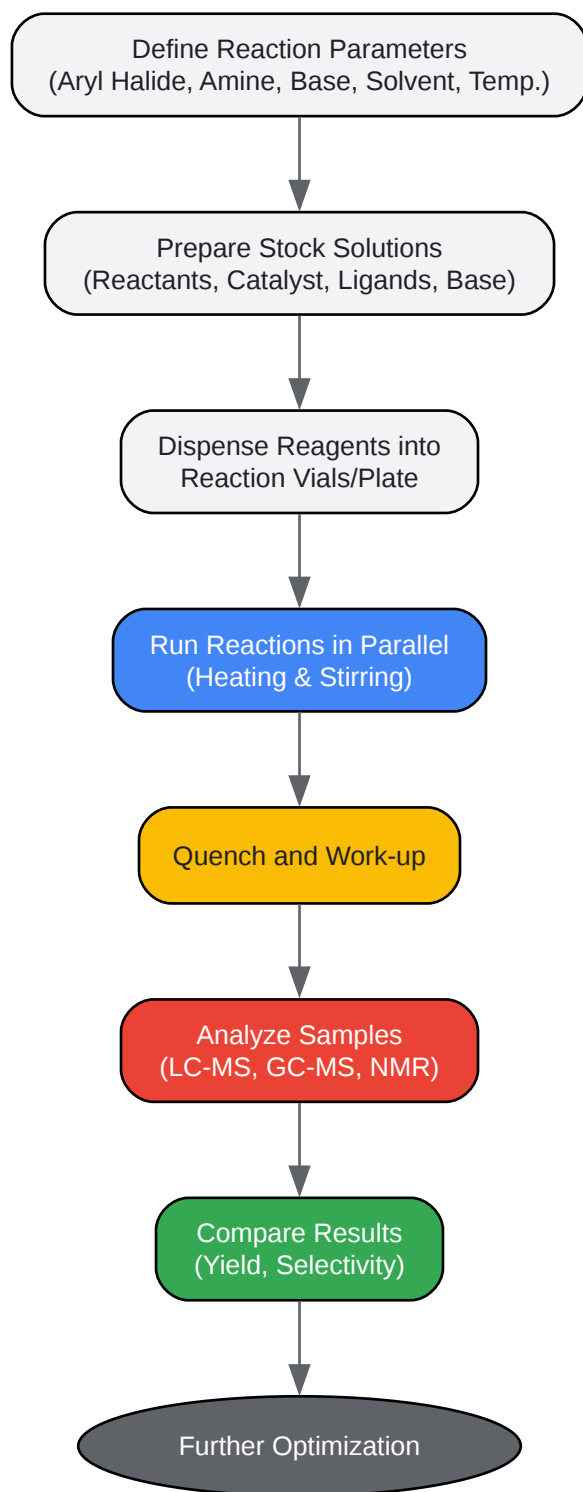 Define Reaction Parameters
(Aryl Halide, Amine, Base, Solvent, Temp.)
Prepare Stock Solutions
(Reactants, Catalyst, Ligands, Base)
Dispense Reagents into
Reaction Vials/Plate
Run Reactions in Parallel
(Heating & Stirring)
Quench and Work-up
Analyze Samples
(LC-MS, GC-MS, NMR)
Compare Results
(Yield, Selectivity)
Further Optimization